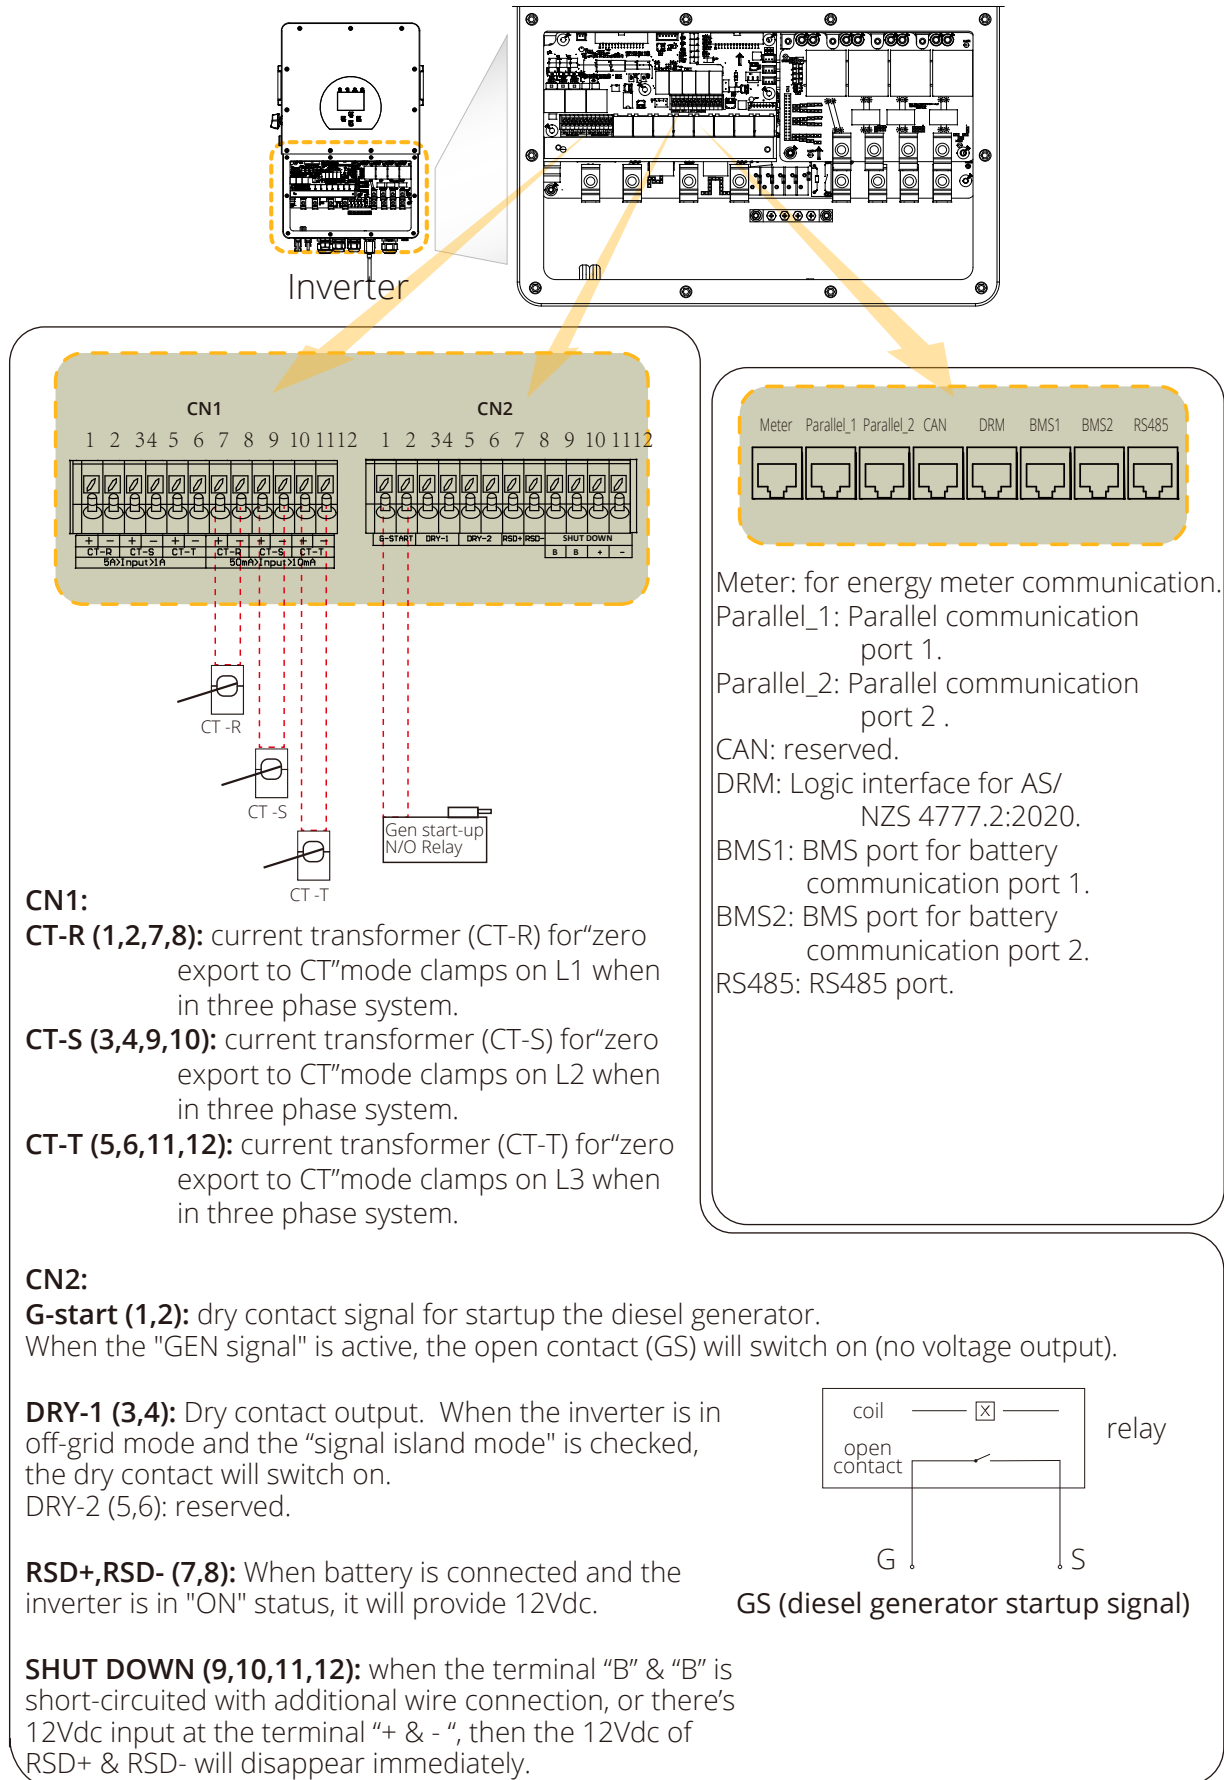 Inverter
CN1
CN2
1 2 34 5 6 7 8 9 10 1112
1 2 34 5 6 7 8 9 10 1112
+ − + − + − + − + − + −
CT-R CT-S CT-T CT-R CT-S CT-T
5A>Input>1A 50mA>Input>10mA
G-START DRY-1 DRY-2 RSD+ RSD- SHUT DOWN
B B + −
CT -R
CT -S
CT -T
Gen start-up
N/O Relay
Meter Parallel_1 Parallel_2 CAN DRM BMS1 BMS2 RS485
Meter: for energy meter communication.
Parallel_1: Parallel communication
port 1.
Parallel_2: Parallel communication
port 2 .
CAN: reserved.
DRM: Logic interface for AS/
NZS 4777.2:2020.
BMS1: BMS port for battery
communication port 1.
BMS2: BMS port for battery
communication port 2.
RS485: RS485 port.
CN1:
CT-R (1,2,7,8): current transformer (CT-R) for“zero
export to CT”mode clamps on L1 when
in three phase system.
CT-S (3,4,9,10): current transformer (CT-S) for“zero
export to CT”mode clamps on L2 when
in three phase system.
CT-T (5,6,11,12): current transformer (CT-T) for“zero
export to CT”mode clamps on L3 when
in three phase system.
CN2:
G-start (1,2): dry contact signal for startup the diesel generator.
When the "GEN signal" is active, the open contact (GS) will switch on (no voltage output).
DRY-1 (3,4): Dry contact output. When the inverter is in
off-grid mode and the “signal island mode" is checked,
the dry contact will switch on.
DRY-2 (5,6): reserved.
RSD+,RSD- (7,8): When battery is connected and the
inverter is in "ON" status, it will provide 12Vdc.
SHUT DOWN (9,10,11,12): when the terminal “B” & “B” is
short-circuited with additional wire connection, or there’s
12Vdc input at the terminal “+ & - “, then the 12Vdc of
RSD+ & RSD- will disappear immediately.
coil
open
contact
relay
G
S
GS (diesel generator startup signal)